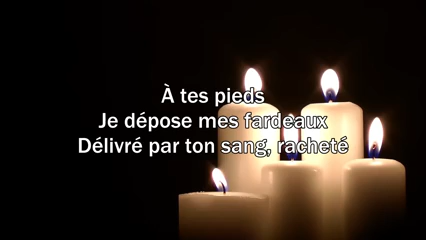 À tes pieds
Je dépose mes fardeaux
Délivré par ton sang, racheté